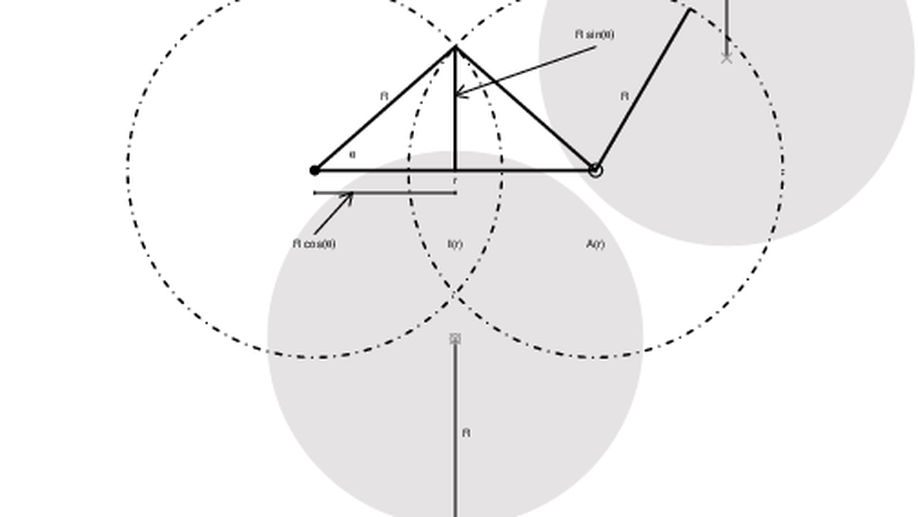 R sin(θ)
R
R
θ
r
R cos(θ)
I(r)
A(r)
R